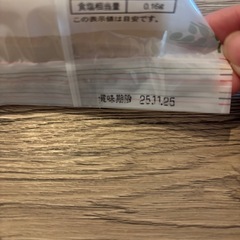 食塩相当量 0.16g
この表示値は目安です。
賞味期限 25.11.25